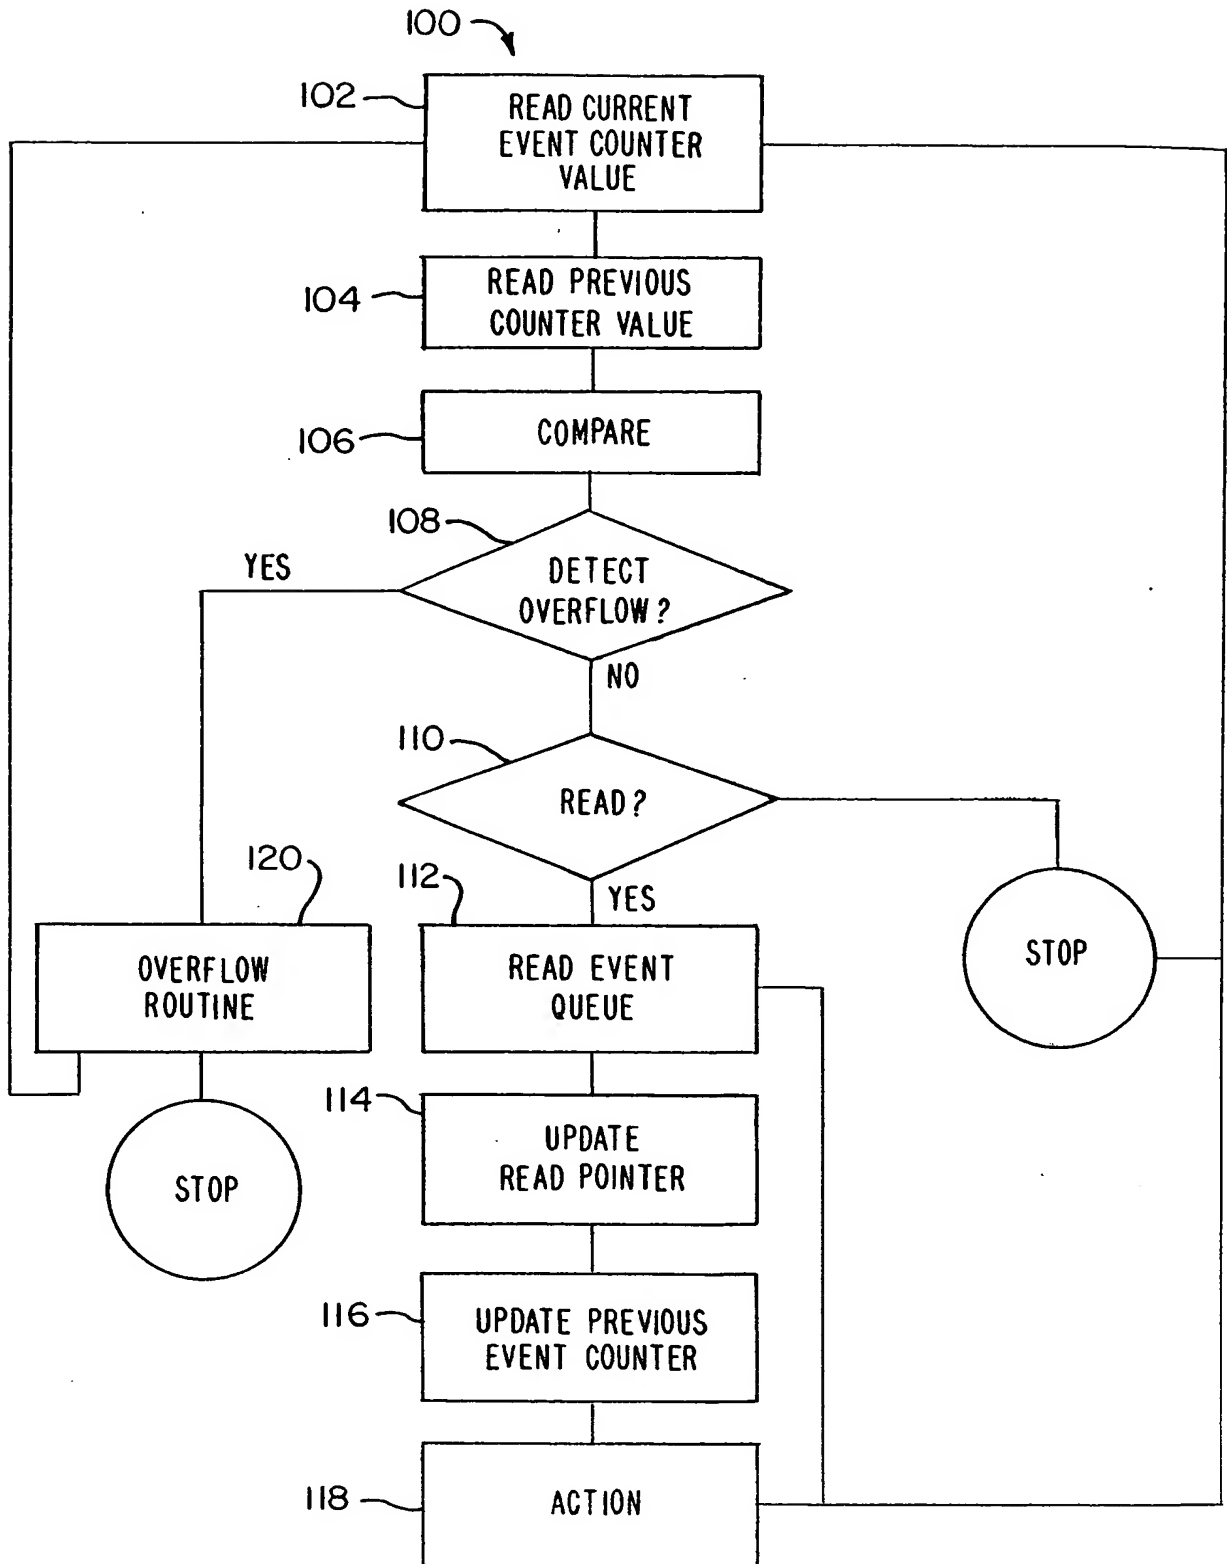 100
102
READ CURRENT
EVENT COUNTER
VALUE
104
READ PREVIOUS
COUNTER VALUE
106
COMPARE
108
YES
DETECT
OVERFLOW?
NO
110
READ?
120
112
YES
OVERFLOW
ROUTINE
READ EVENT
QUEUE
STOP
114
UPDATE
READ POINTER
STOP
116
UPDATE PREVIOUS
EVENT COUNTER
118
ACTION